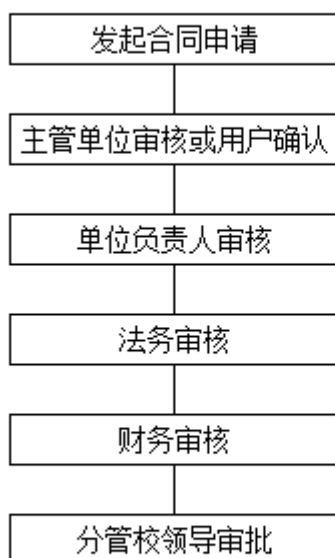 发起合同申请
主管单位审核或用户确认
单位负责人审核
法务审核
财务审核
分管校领导审批